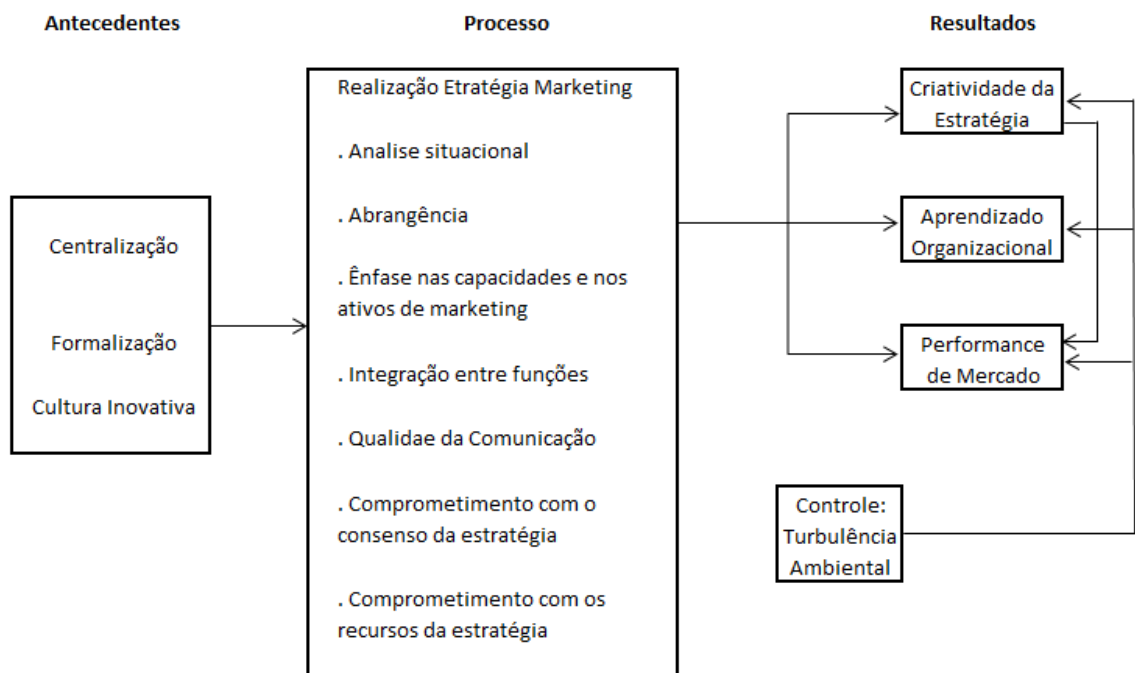 Antecedentes
Processo
Resultados
Centralização
Formalização
Cultura Inovativa
Realização Etratégia Marketing
. Analise situacional
. Abrangência
. Ênfase nas capacidades e nos
ativos de marketing
. Integração entre funções
. Qualidae da Comunicação
. Comprometimento com o
consenso da estratégia
. Comprometimento com os
recursos da estratégia
Criatividade da
Estratégia
Aprendizado
Organizacional
Performance
de Mercado
Controle:
Turbulência
Ambiental